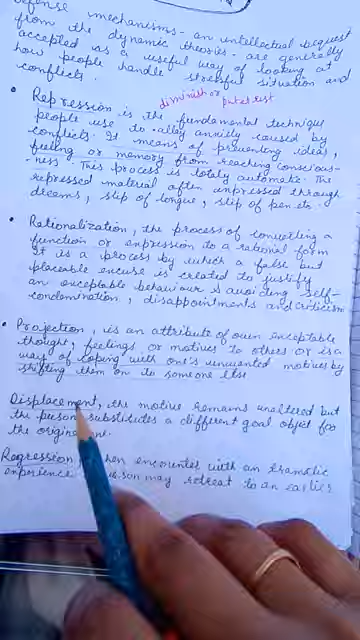 defense mechanisms - an intellectual bequest
from the dynamic theories - are generally
accepted as a useful way of looking at
how people handle stressful situation and
conflicts.
diminish or put at rest
• Repression is the fundamental technique
people use to allay anxiety caused by
conflicts. It means of preventing ideas,
feeling or memory from reaching conscious-
-ness. This process is totally automatic. The
repressed material often expressed through
dreams, slip of tongue, slip of pen etc.
• Rationalization, the process of converting a
function or expression to a rational form
It is a process by which a false but
placeable excuse is created to justify
an exceptable behaviour is avoiding self-
condemnation, disappointments and criticism
• Projection, is an attribute of own exceptable
thought, feelings or motives to others or is a
way of coping with one's unwanted motives by
shifting them on to someone else
Displacement, the motive remains unaltered but
the person substitutes a different goal object for
the original one.
Regression, when encounter with an tramatic
experience person may retreat to an earlier